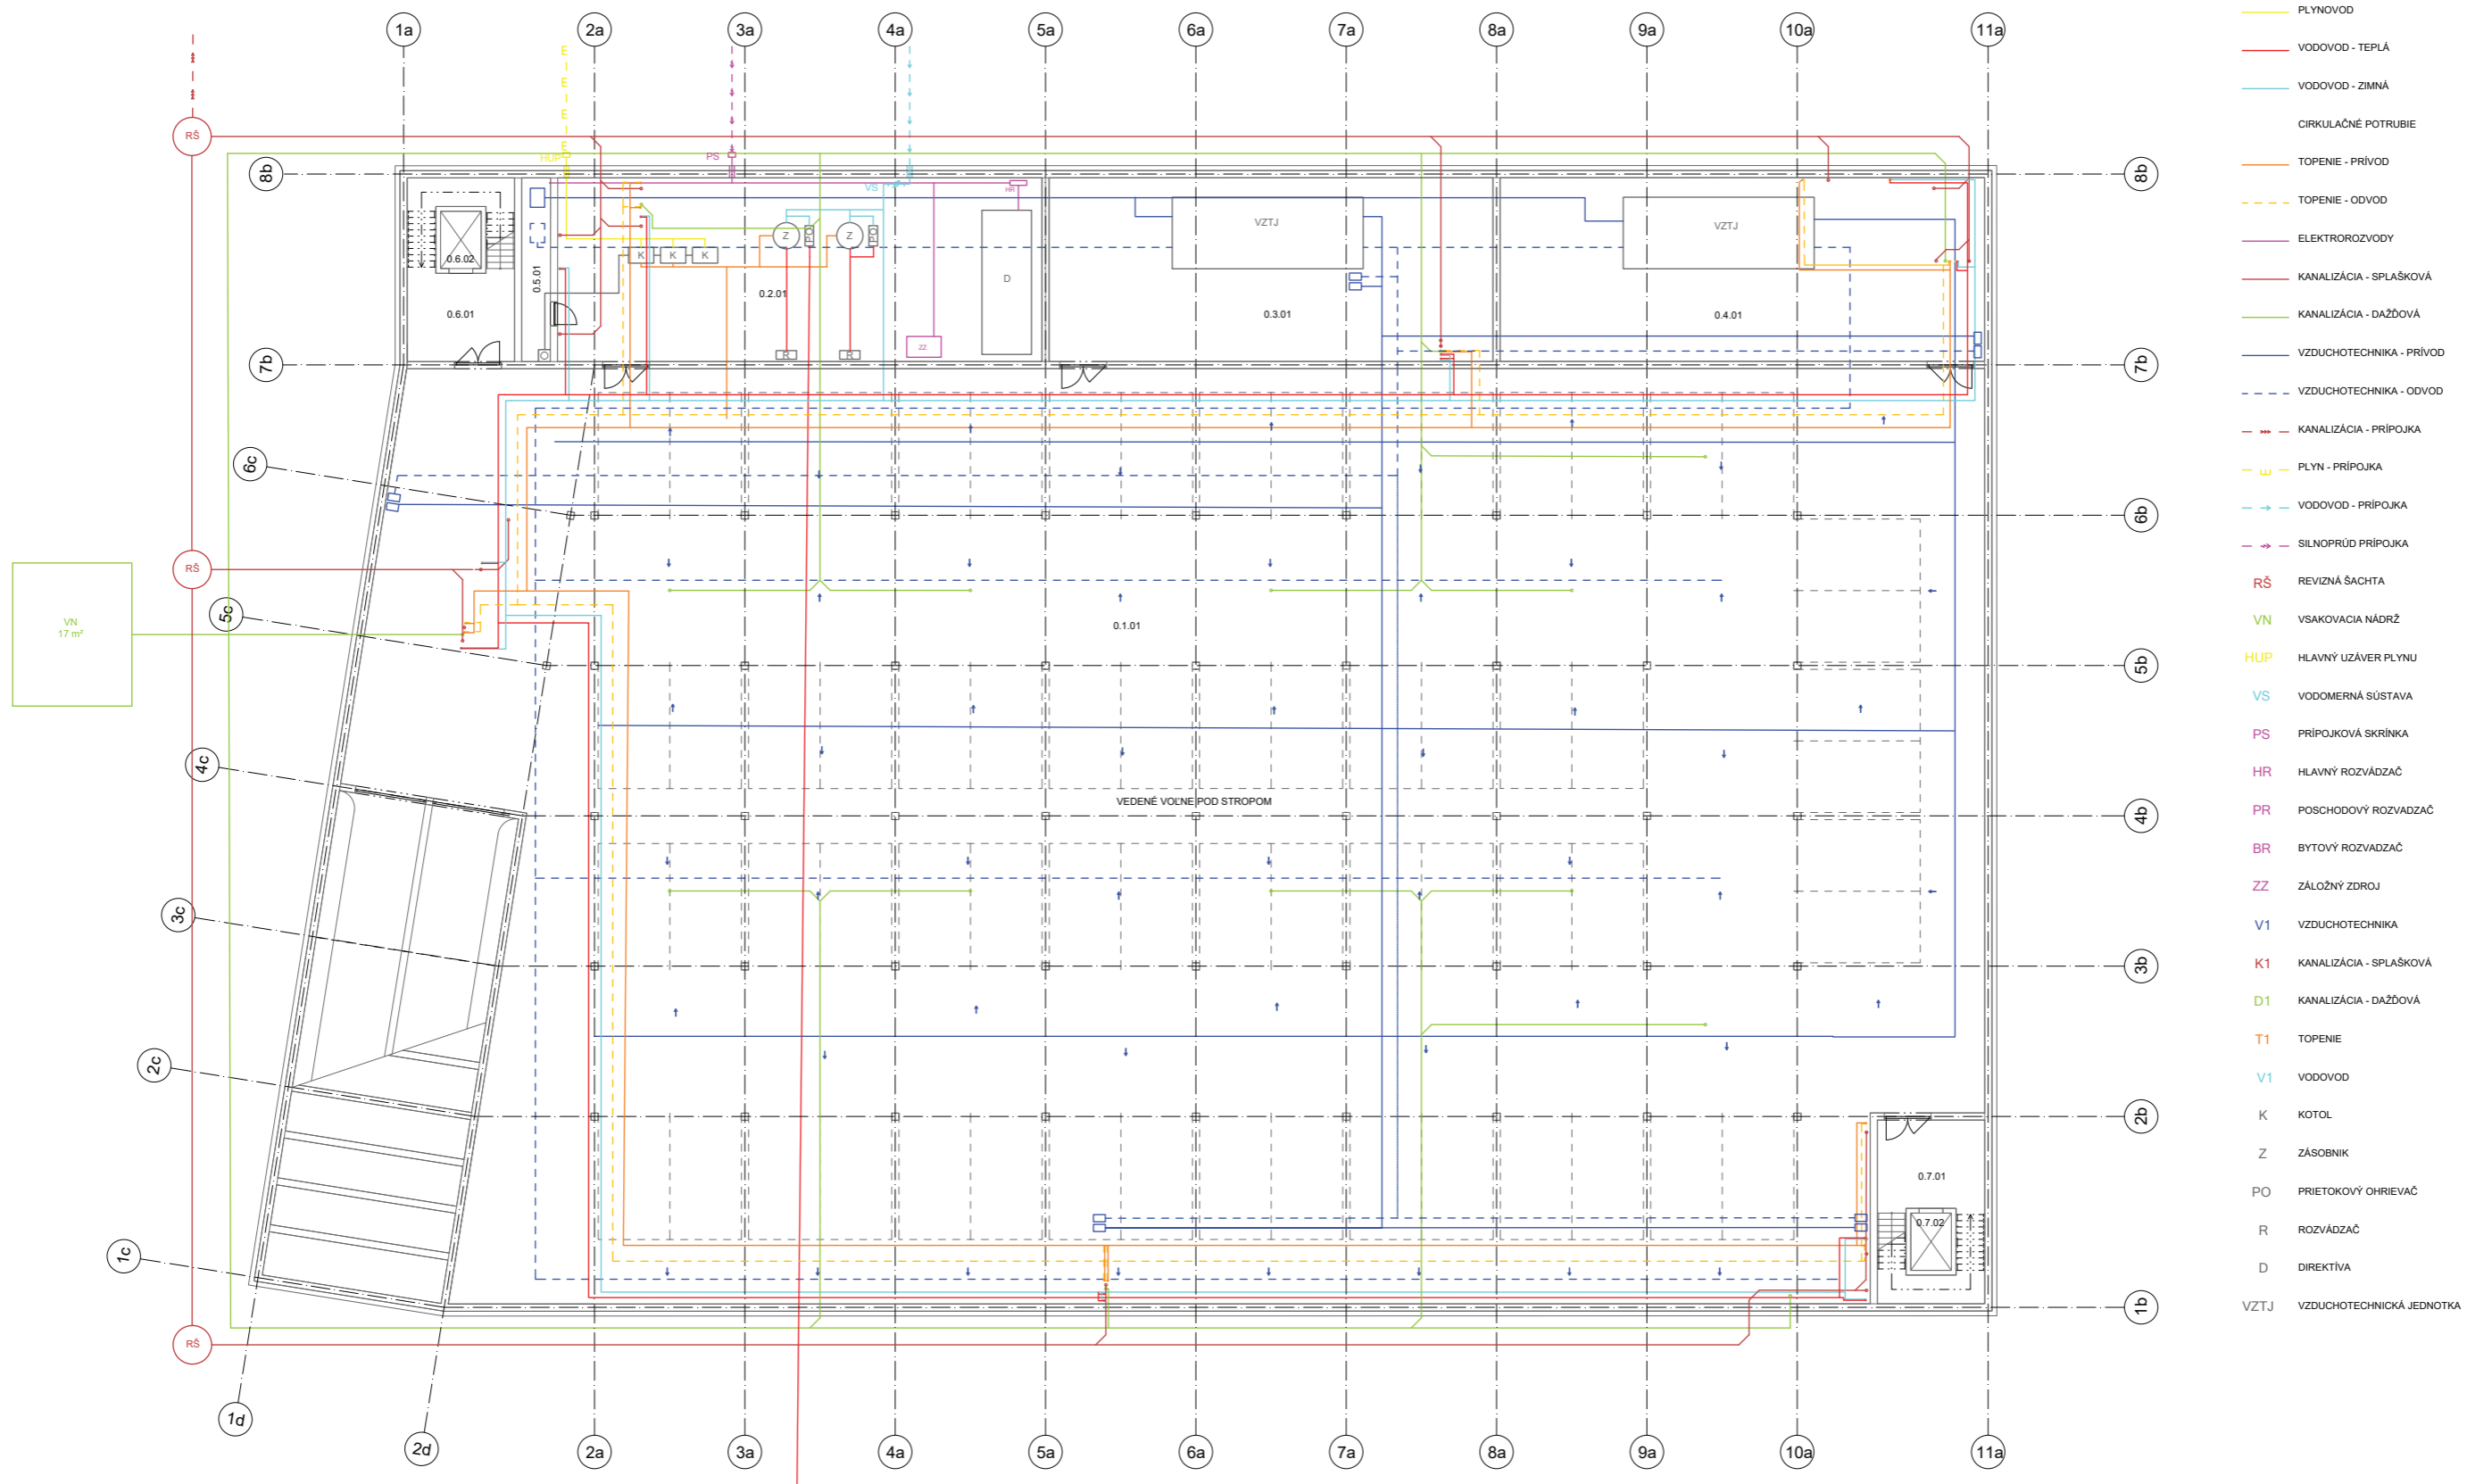 1a 2a 3a 4a 5a 6a 7a 8a 9a 10a 11a
RŠ
HUP
PS
VS
HR
8b
8b
Z
PO
Z
PO
K K K
VZTJ
VZTJ
D
0.6.02
0.5.01
0.6.01
0.2.01
0.3.01
0.4.01
R
R
ZZ
7b
7b
6c
6b
RŠ
5c
0.1.01
VN
17 m²
5b
4c
VEDENÉ VOĽNE POD STROPOM
4b
3c
3b
2c
2b
0.7.01
0.7.02
1c
1b
RŠ
1d
2d
2a 3a 4a 5a 6a 7a 8a 9a 10a 11a
PLYNOVOD
VODOVOD - TEPLÁ
VODOVOD - ZIMNÁ
CIRKULAČNÉ POTRUBIE
TOPENIE - PRÍVOD
TOPENIE - ODVOD
ELEKTROROZVODY
KANALIZÁCIA - SPLAŠKOVÁ
KANALIZÁCIA - DAŽĎOVÁ
VZDUCHOTECHNIKA - PRÍVOD
VZDUCHOTECHNIKA - ODVOD
KANALIZÁCIA - PRÍPOJKA
PLYN - PRÍPOJKA
VODOVOD - PRÍPOJKA
SILNOPRÚD PRÍPOJKA
RŠ REVIZNÁ ŠACHTA
VN VSAKOVACIA NÁDRŽ
HUP HLAVNÝ UZÁVER PLYNU
VS VODOMERNÁ SÚSTAVA
PS PRÍPOJKOVÁ SKRÍNKA
HR HLAVNÝ ROZVÁDZAČ
PR POSCHODOVÝ ROZVADZAČ
BR BYTOVÝ ROZVADZAČ
ZZ ZÁLOŽNÝ ZDROJ
V1 VZDUCHOTECHNIKA
K1 KANALIZÁCIA - SPLAŠKOVÁ
D1 KANALIZÁCIA - DAŽĎOVÁ
T1 TOPENIE
V1 VODOVOD
K KOTOL
Z ZÁSOBNIK
PO PRIETOKOVÝ OHRIEVAČ
R ROZVÁDZAČ
D DIREKTÍVA
VZTJ VZDUCHOTECHNICKÁ JEDNOTKA